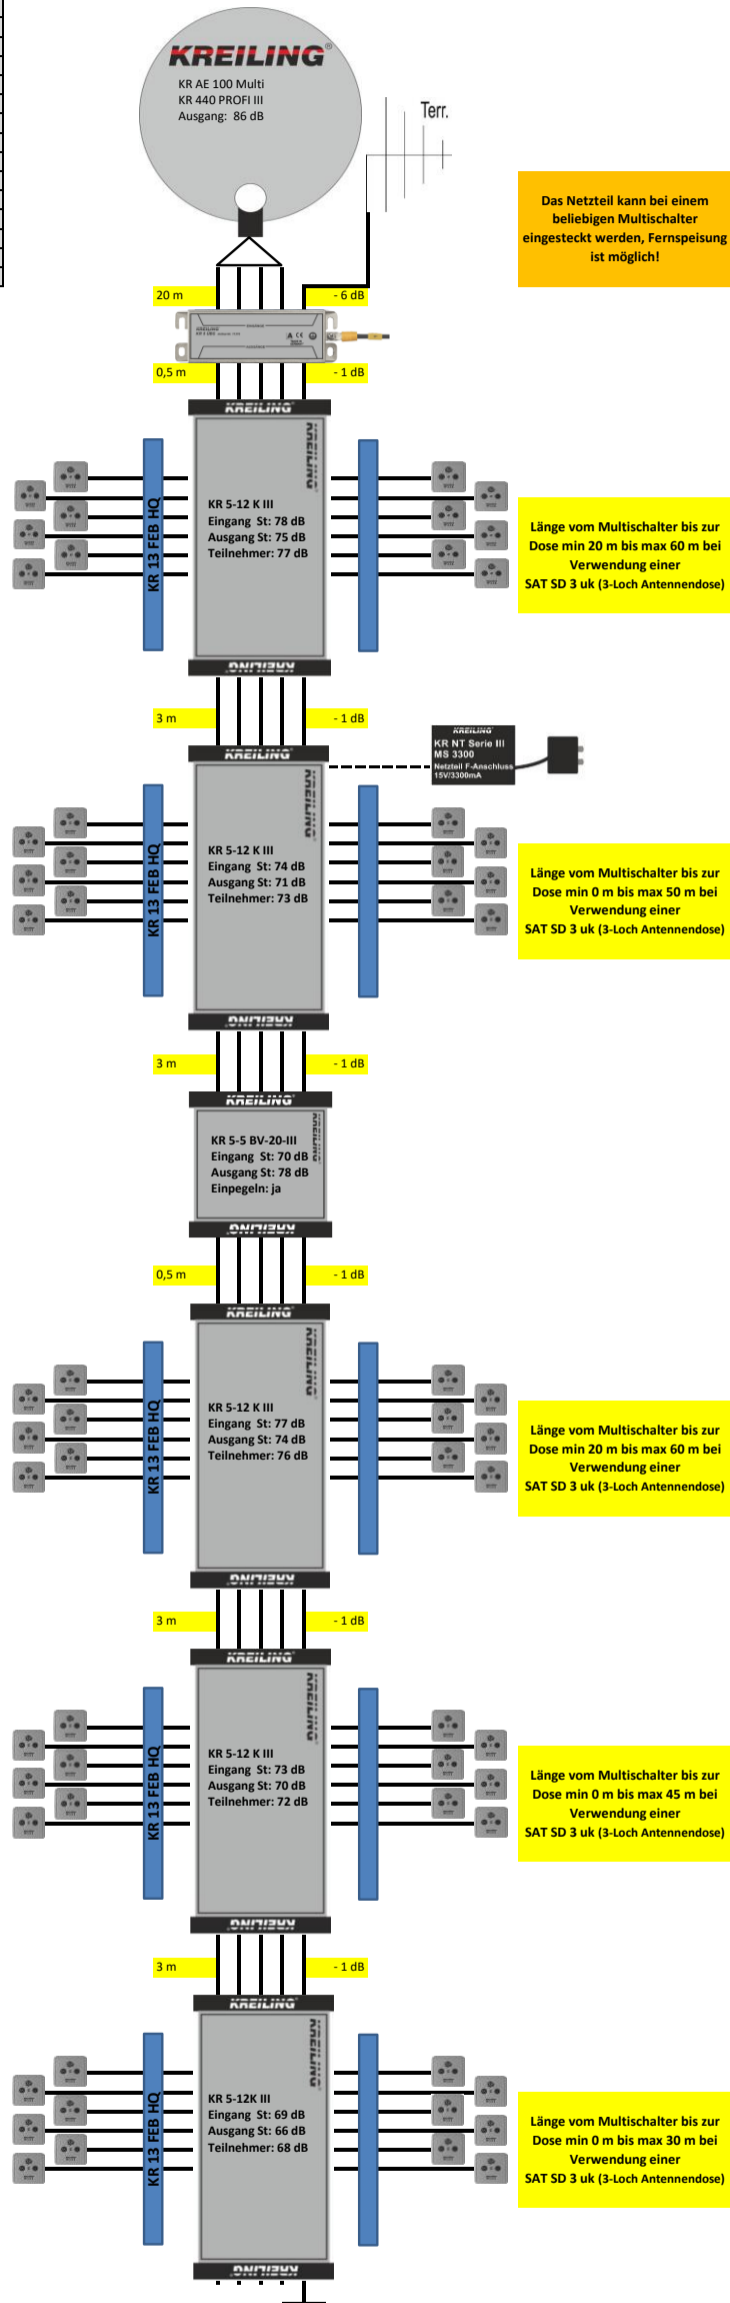 KREILING®
KR AE 100 Multi
KR 440 PROFI III
Ausgang: 86 dB
Terr.
Das Netzteil kann bei einem
beliebigen Multischalter
eingesteckt werden, Fernspeisung
ist möglich!
20 m
- 6 dB
KREILING
0,5 m
- 1 dB
KREILING
KR 13 FEB HQ
KR 5-12 K III
Eingang St: 78 dB
Ausgang St: 75 dB
Teilnehmer: 77 dB
KREILING
Länge vom Multischalter bis zur
Dose min 20 m bis max 60 m bei
Verwendung einer
SAT SD 3 uk (3-Loch Antennendose)
KREILING
3 m
- 1 dB
KREILING
KR NT Serie III
MS 3300
Netzteil F-Anschluss
15V/3300mA
KREILING
KR 13 FEB HQ
KR 5-12 K III
Eingang St: 74 dB
Ausgang St: 71 dB
Teilnehmer: 73 dB
KREILING
Länge vom Multischalter bis zur
Dose min 0 m bis max 50 m bei
Verwendung einer
SAT SD 3 uk (3-Loch Antennendose)
KREILING
3 m
- 1 dB
KREILING
KR 5-5 BV-20-III
Eingang St: 70 dB
Ausgang St: 78 dB
Einpegeln: ja
KREILING
KREILING
0,5 m
- 1 dB
KREILING
KR 13 FEB HQ
KR 5-12 K III
Eingang St: 77 dB
Ausgang St: 74 dB
Teilnehmer: 76 dB
KREILING
Länge vom Multischalter bis zur
Dose min 20 m bis max 60 m bei
Verwendung einer
SAT SD 3 uk (3-Loch Antennendose)
KREILING
3 m
- 1 dB
KREILING
KR 13 FEB HQ
KR 5-12 K III
Eingang St: 73 dB
Ausgang St: 70 dB
Teilnehmer: 72 dB
KREILING
Länge vom Multischalter bis zur
Dose min 0 m bis max 45 m bei
Verwendung einer
SAT SD 3 uk (3-Loch Antennendose)
KREILING
3 m
- 1 dB
KREILING
KR 13 FEB HQ
KR 5-12K III
Eingang St: 69 dB
Ausgang St: 66 dB
Teilnehmer: 68 dB
KREILING
Länge vom Multischalter bis zur
Dose min 0 m bis max 30 m bei
Verwendung einer
SAT SD 3 uk (3-Loch Antennendose)
KREILING